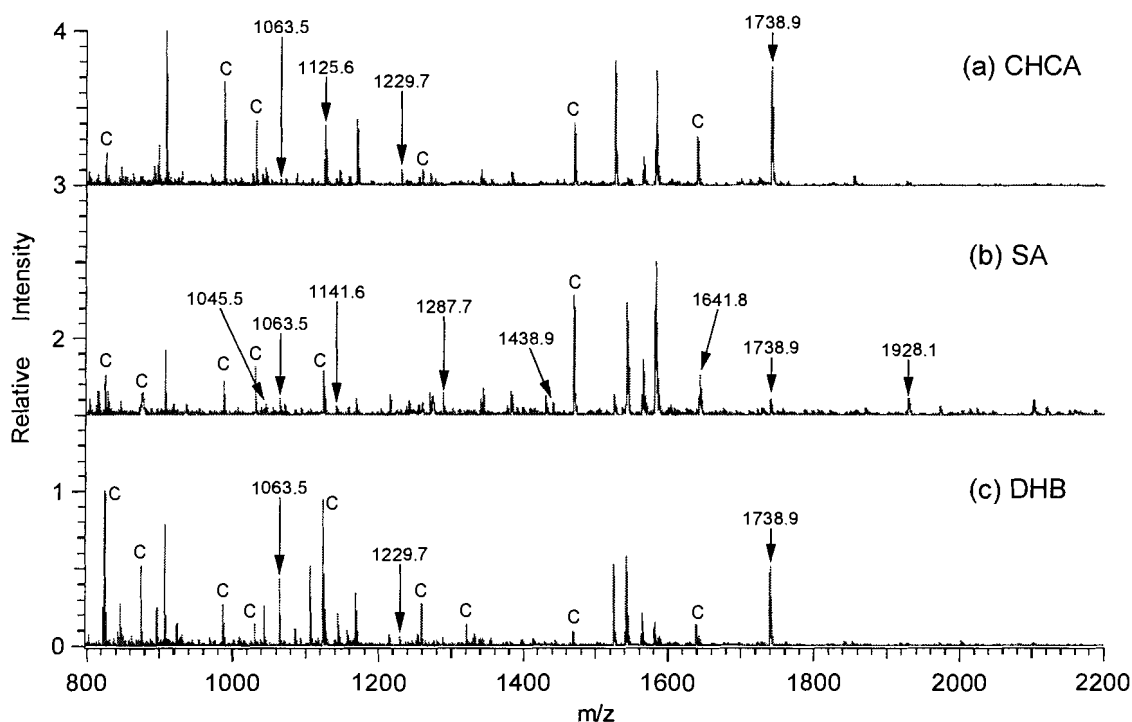 4
1063.5
1738.9
C
1125.6
(a) CHCA
C
1229.7
C
C
C
C
3
(b) SA
C
1141.6
1287.7
1641.8
1045.5
1063.5
1438.9
1738.9
1928.1
2
C
C
C
C
C
Relative Intensity
1
C
C
1063.5
(c) DHB
1738.9
C
1229.7
C
C
C
C
C
C
0
800
1000
1200
1400
1600
1800
2000
2200
m/z